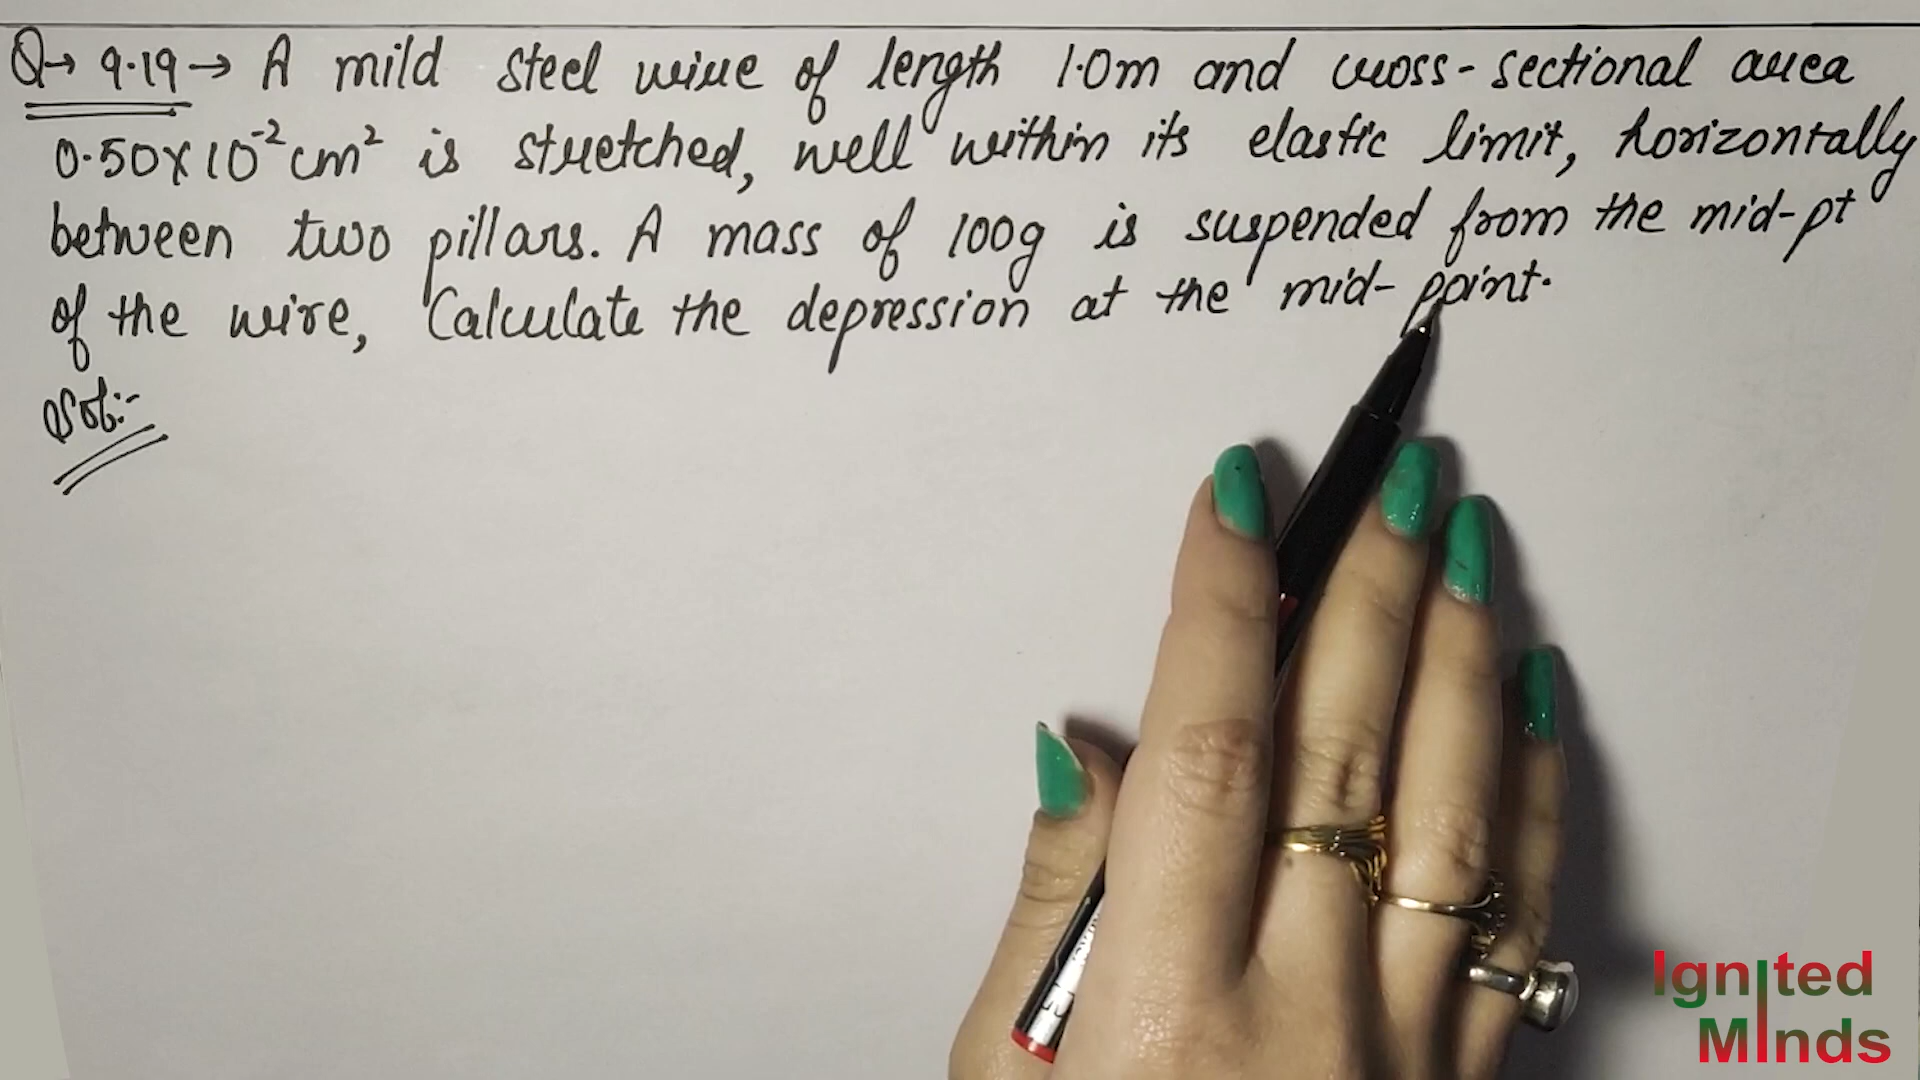 Q→ 9.19→ A mild steel wire of length 1.0m and cross-sectional area
0.50×10⁻²cm² is stretched, well within its elastic limit, horizontally
between two pillars. A mass of 100g is suspended from the mid-pt
of the wire, Calculate the depression at the mid-point.
Sol:-
Ignited
Minds